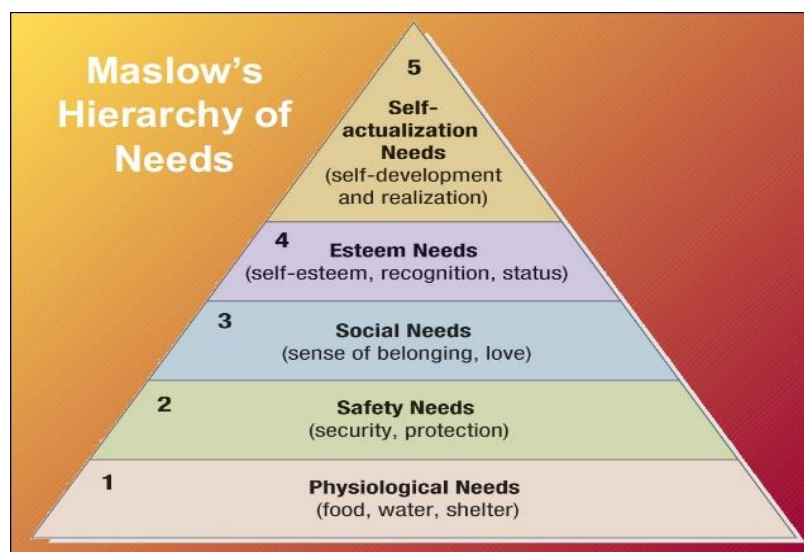 Maslow's
Hierarchy of
Needs
5
Self-
actualization
Needs
(self-development
and realization)
4
Esteem Needs
(self-esteem, recognition, status)
3
Social Needs
(sense of belonging, love)
2
Safety Needs
(security, protection)
1
Physiological Needs
(food, water, shelter)